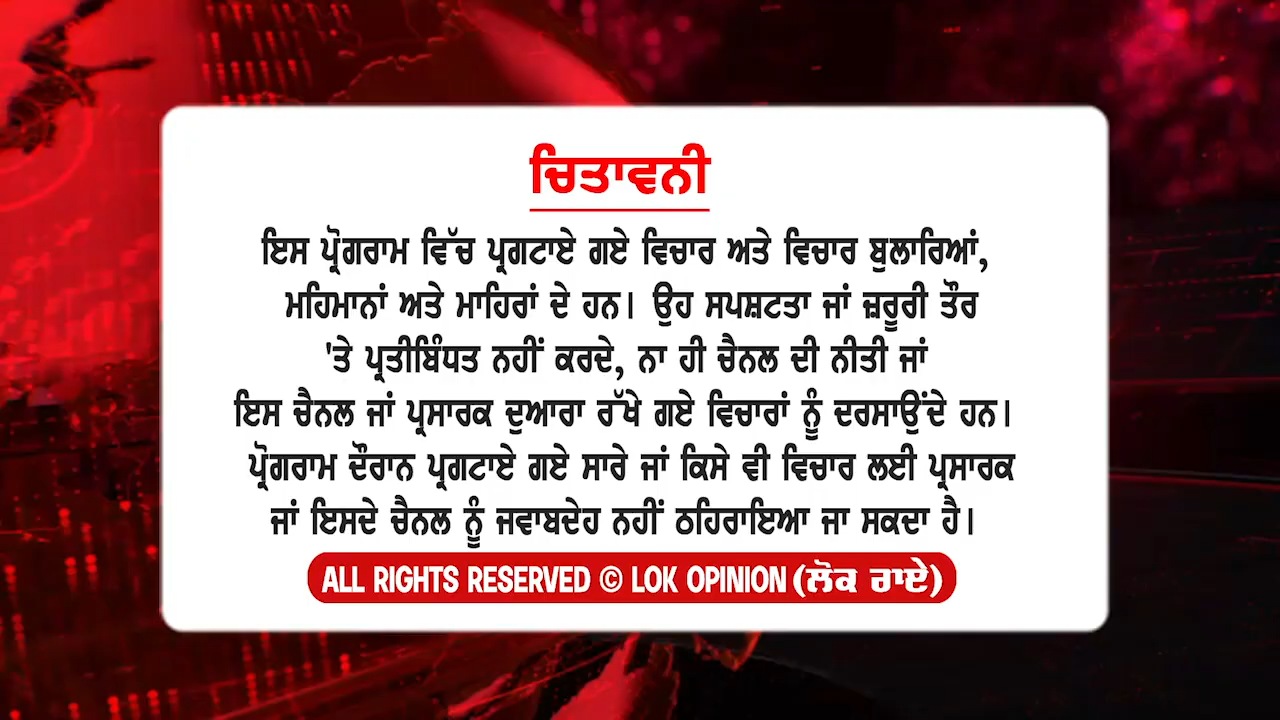 ਚਿਤਾਵਨੀ
ਇਸ ਪ੍ਰੋਗਰਾਮ ਵਿੱਚ ਪ੍ਰਗਟਾਏ ਗਏ ਵਿਚਾਰ ਅਤੇ ਵਿਚਾਰ ਬੁਲਾਰਿਆਂ,
ਮਹਿਮਾਨਾਂ ਅਤੇ ਮਾਹਿਰਾਂ ਦੇ ਹਨ। ਉਹ ਸਪਸ਼ਟਤਾ ਜਾਂ ਜ਼ਰੂਰੀ ਤੌਰ
'ਤੇ ਪ੍ਰਤੀਬਿੰਧਤ ਨਹੀਂ ਕਰਦੇ, ਨਾ ਹੀ ਚੈਨਲ ਦੀ ਨੀਤੀ ਜਾਂ
ਇਸ ਚੈਨਲ ਜਾਂ ਪ੍ਰਸਾਰਕ ਦੁਆਰਾ ਰੱਖੇ ਗਏ ਵਿਚਾਰਾਂ ਨੂੰ ਦਰਸਾਉਂਦੇ ਹਨ।
ਪ੍ਰੋਗਰਾਮ ਦੌਰਾਨ ਪ੍ਰਗਟਾਏ ਗਏ ਸਾਰੇ ਜਾਂ ਕਿਸੇ ਵੀ ਵਿਚਾਰ ਲਈ ਪ੍ਰਸਾਰਕ
ਜਾਂ ਇਸਦੇ ਚੈਨਲ ਨੂੰ ਜਵਾਬਦੇਹ ਨਹੀਂ ਠਹਿਰਾਇਆ ਜਾ ਸਕਦਾ ਹੈ।
ALL RIGHTS RESERVED © LOK OPINION (ਲੋਕ ਰਾਏ)